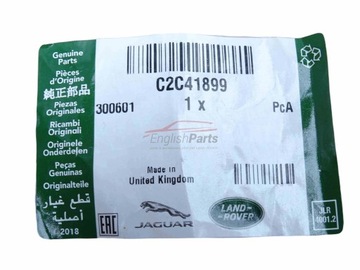 Genuine
Parts
Pièces
d'Origine
純正部品
Piezas
Originales
Ricambi
Originali
Originele
Onderdelen
Peças
Genuínas
Originalteile
قطع غيار
أصلية
© 2018
C2C41899
300601
1 x
PcA
EnglishParts
Made in
United Kingdom
EAC
JAGUAR
LAND-
ROVER
JLR
4001.2